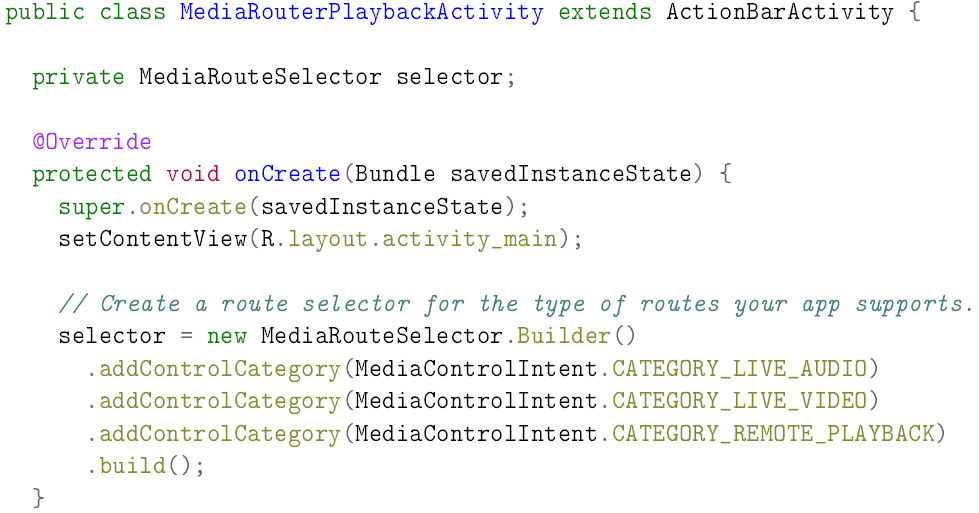 public class MediaRouterPlaybackActivity extends ActionBarActivity {
private MediaRouteSelector selector;
@Override
protected void onCreate(Bundle savedInstanceState) {
super.onCreate(savedInstanceState);
setContentView(R.layout.activity_main);
// Create a route selector for the type of routes your app supports.
selector = new MediaRouteSelector.Builder()
.addControlCategory(MediaControlIntent.CATEGORY_LIVE_AUDIO)
.addControlCategory(MediaControlIntent.CATEGORY_LIVE_VIDEO)
.addControlCategory(MediaControlIntent.CATEGORY_REMOTE_PLAYBACK)
.build();
}